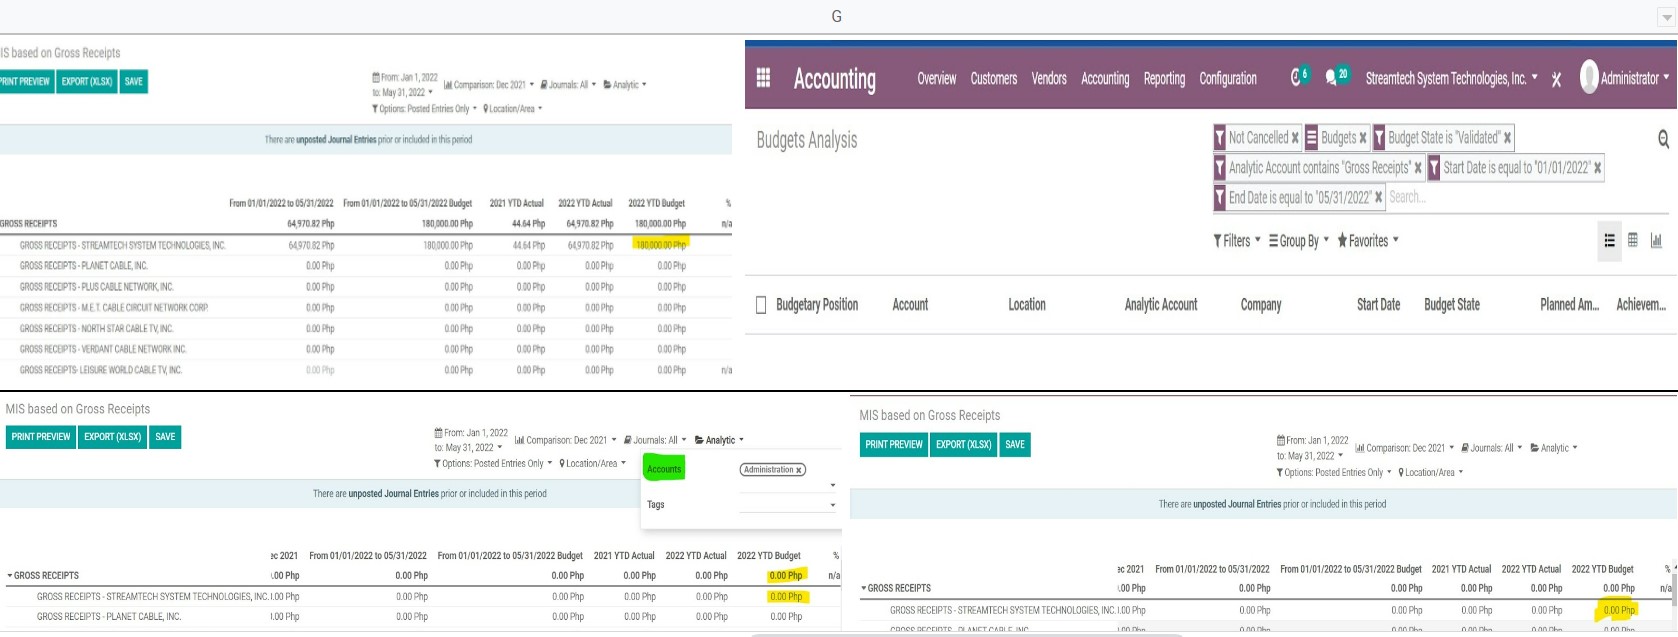 G
IS based on Gross Receipts
PRINT PREVIEW EXPORT (XLSX) SAVE
From: Jan 1, 2022
to: May 31, 2022
Comparison: Dec 2021 Journals: All Analytic
Options: Posted Entries Only Location/Area
There are unposted Journal Entries prior or included in this period
From 01/01/2022 to 05/31/2022 From 01/01/2022 to 05/31/2022 Budget 2021 YTD Actual 2022 YTD Actual 2022 YTD Budget %
GROSS RECEIPTS 64,970.82 Php 180,000.00 Php 44.64 Php 64,970.82 Php 180,000.00 Php n/a
GROSS RECEIPTS - STREAMTECH SYSTEM TECHNOLOGIES, INC. 64,970.82 Php 180,000.00 Php 44.64 Php 64,970.82 Php 180,000.00 Php
GROSS RECEIPTS - PLANET CABLE, INC. 0.00 Php 0.00 Php 0.00 Php 0.00 Php 0.00 Php
GROSS RECEIPTS - PLUS CABLE NETWORK, INC. 0.00 Php 0.00 Php 0.00 Php 0.00 Php 0.00 Php
GROSS RECEIPTS - M.E.T. CABLE CIRCUIT NETWORK CORP. 0.00 Php 0.00 Php 0.00 Php 0.00 Php 0.00 Php
GROSS RECEIPTS - NORTH STAR CABLE TV, INC. 0.00 Php 0.00 Php 0.00 Php 0.00 Php 0.00 Php
GROSS RECEIPTS - VERDANT CABLE NETWORK INC. 0.00 Php 0.00 Php 0.00 Php 0.00 Php 0.00 Php
GROSS RECEIPTS- LEISURE WORLD CABLE TV, INC. 0.00 Php 0.00 Php 0.00 Php 0.00 Php 0.00 Php n/a
Accounting Overview Customers Vendors Accounting Reporting Configuration 6 20 Streamtech System Technologies, Inc. Administrator
Budgets Analysis
Not Cancelled Budgets Budget State is "Validated"
Analytic Account contains "Gross Receipts" Start Date is equal to "01/01/2022"
End Date is equal to "05/31/2022" Search...
Filters Group By Favorites
Budgetary Position Account Location Analytic Account Company Start Date Budget State Planned Am... Achievem...
MIS based on Gross Receipts
PRINT PREVIEW EXPORT (XLSX) SAVE
From: Jan 1, 2022
to: May 31, 2022
Comparison: Dec 2021 Journals: All Analytic
Options: Posted Entries Only Location/Area
Accounts Administration
Tags
There are unposted Journal Entries prior or included in this period
ec 2021 From 01/01/2022 to 05/31/2022 From 01/01/2022 to 05/31/2022 Budget 2021 YTD Actual 2022 YTD Actual 2022 YTD Budget %
GROSS RECEIPTS .00 Php 0.00 Php 0.00 Php 0.00 Php 0.00 Php 0.00 Php n/a
GROSS RECEIPTS - STREAMTECH SYSTEM TECHNOLOGIES, INC. .00 Php 0.00 Php 0.00 Php 0.00 Php 0.00 Php 0.00 Php
GROSS RECEIPTS - PLANET CABLE, INC. .00 Php 0.00 Php 0.00 Php 0.00 Php 0.00 Php 0.00 Php
MIS based on Gross Receipts
PRINT PREVIEW EXPORT (XLSX) SAVE
From: Jan 1, 2022
to: May 31, 2022
Comparison: Dec 2021 Journals: All Analytic
Options: Posted Entries Only Location/Area
There are unposted Journal Entries prior or included in this period
ec 2021 From 01/01/2022 to 05/31/2022 From 01/01/2022 to 05/31/2022 Budget 2021 YTD Actual 2022 YTD Actual 2022 YTD Budget %
GROSS RECEIPTS .00 Php 0.00 Php 0.00 Php 0.00 Php 0.00 Php 0.00 Php n/a
GROSS RECEIPTS - STREAMTECH SYSTEM TECHNOLOGIES, INC. .00 Php 0.00 Php 0.00 Php 0.00 Php 0.00 Php 0.00 Php